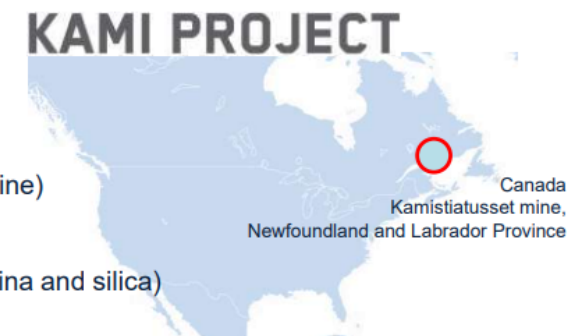 KAMI PROJECT
ine)
Canada
Kamistiatusset mine,
Newfoundland and Labrador Province
ina and silica)